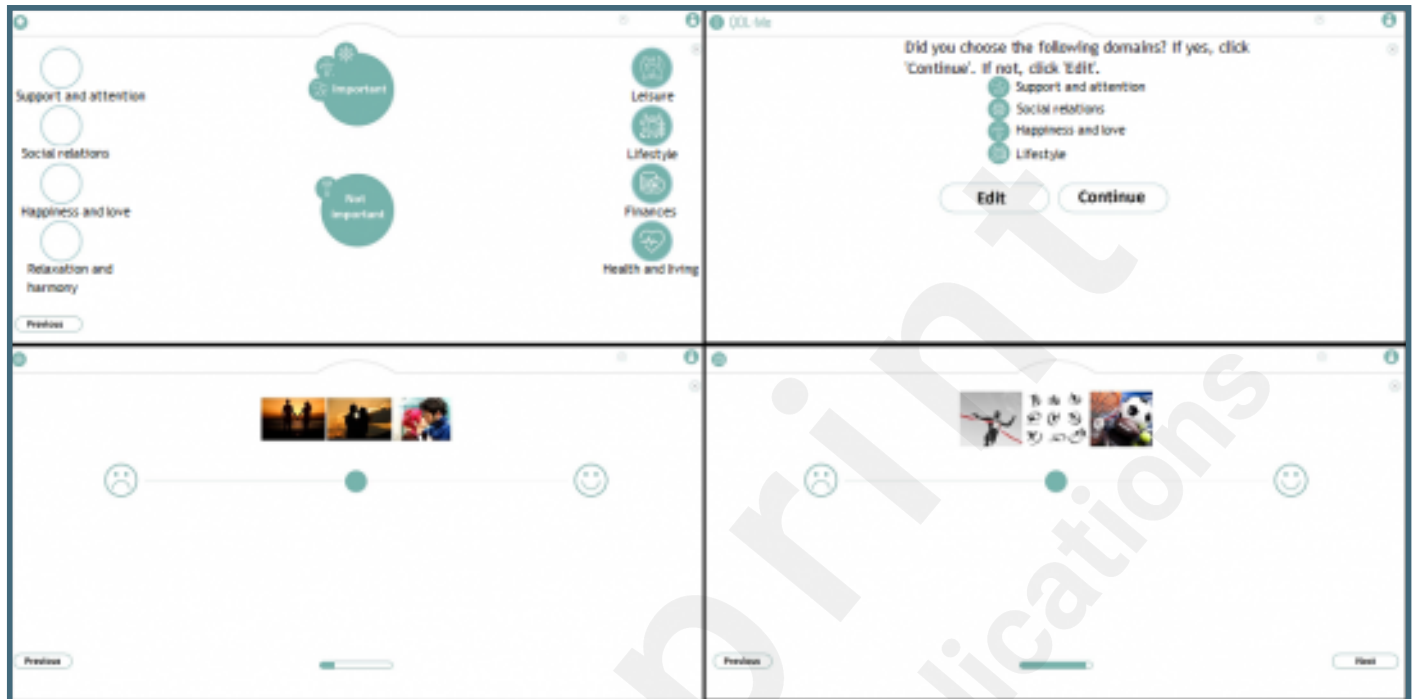 Support and attention
Social relations
Happiness and love
Relaxation and
harmony
Important
Not
Important
Leisure
Lifestyle
Finances
Health and living
Previous
QOL-Me
Did you choose the following domains? If yes, click
'Continue'. If not, click 'Edit'.
Support and attention
Social relations
Happiness and love
Lifestyle
Edit
Continue
Previous
Previous
Next
print
lications